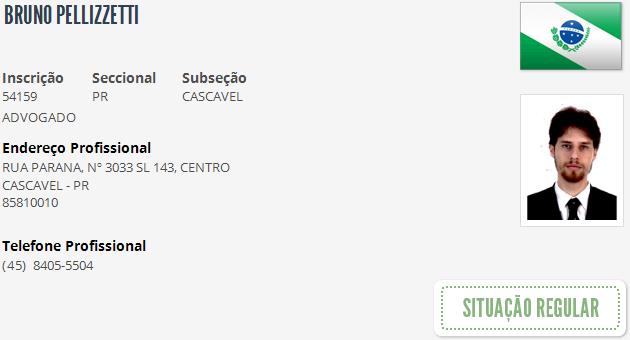 BRUNO PELLIZZETTI
Inscrição Seccional Subseção
54159 PR CASCAVEL
ADVOGADO
Endereço Profissional
RUA PARANA, Nº 3033 SL 143, CENTRO
CASCAVEL - PR
85810010
Telefone Profissional
(45) 8405-5504
SITUAÇÃO REGULAR